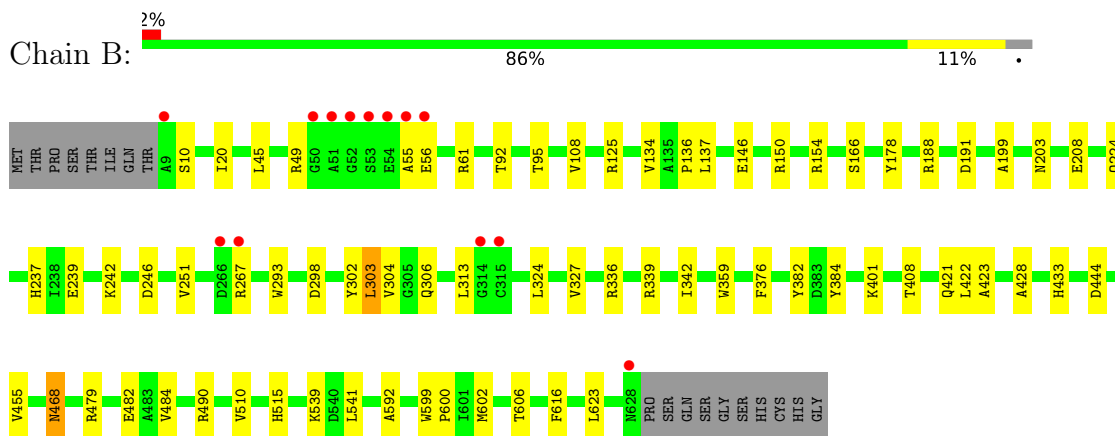 2%
Chain B:
86% 11% •
MET THR PRO SER THR ILE GLN THR A9 S10 I20 L45 R49 G50 A51 G52 S53 E54 A55 E56 R61 T92 T95 V108 R125 V134 A135 P136 L137 E146 R150 R154 S166 Y178 R188 D191 A199 N203 E208
H237 I238 E239 K242 D246 V251 D266 R267 W293 D298 Y302 L303 V304 G305 Q306 L313 G314 C315 L324 V327 R336 R339 I342 W359 F376 Y382 D383 Y384 K401 T408 Q421 L422 A423 A428 H433 D444
V455 N468 R479 E482 A483 V484 R490 V510 H515 K539 D540 L541 A592 W599 P600 I601 M602 T606 F616 L623 N628 PRO SER GLN SER GLY SER HIS CYS HIS GLY